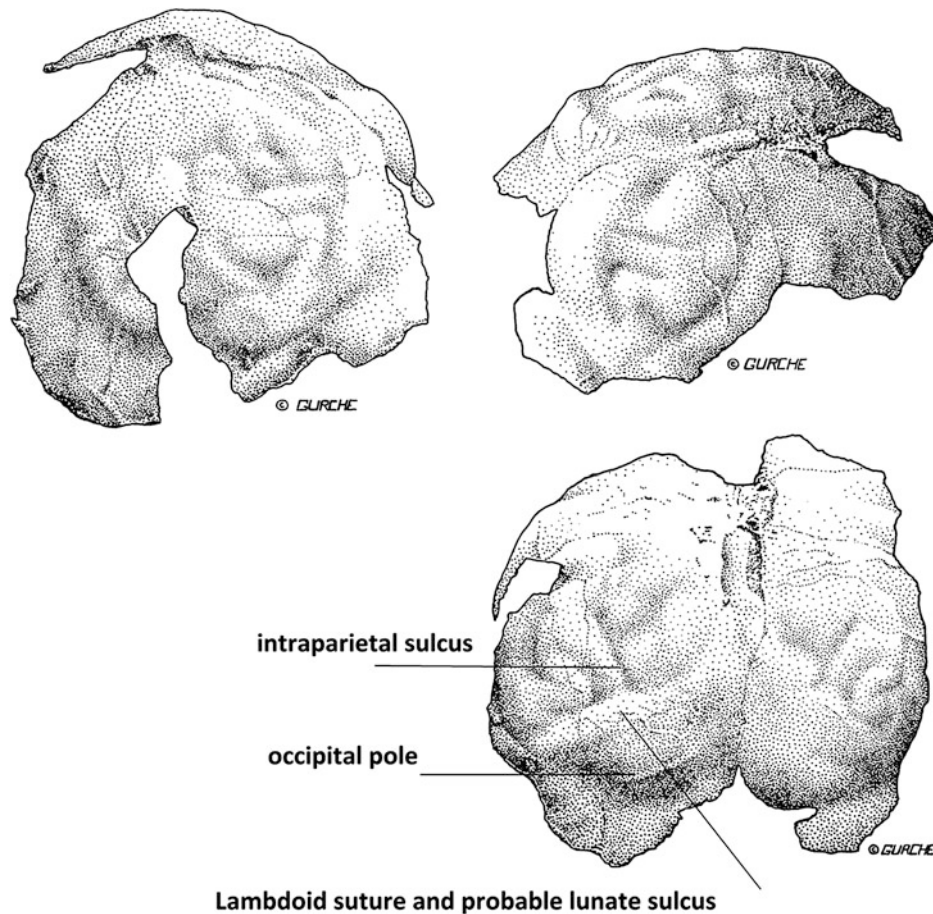 © GURCHE
© GURCHE
intraparietal sulcus
occipital pole
© GURCHE
Lambdoid suture and probable lunate sulcus